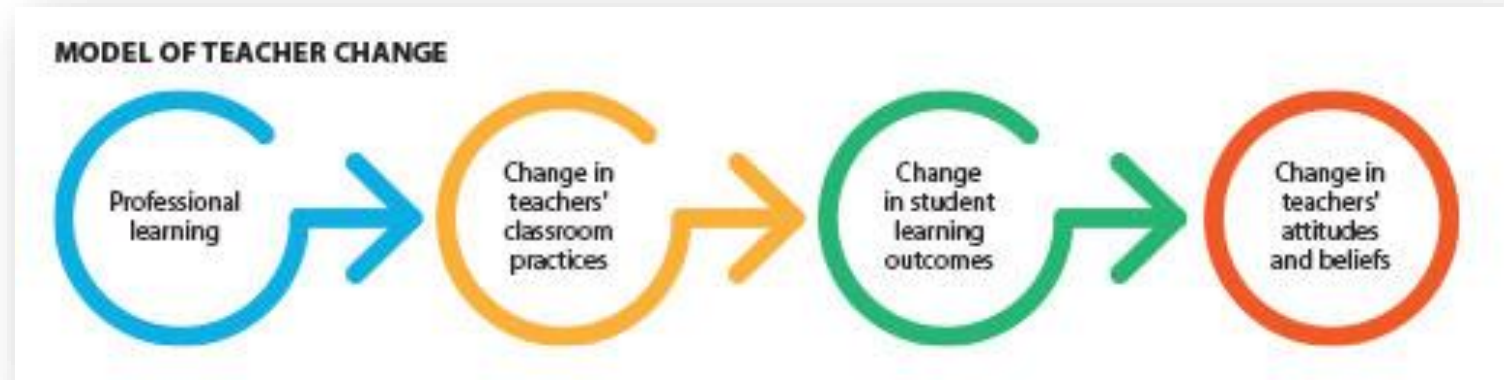 MODEL OF TEACHER CHANGE
Professional
learning
Change in
teachers'
classroom
practices
Change
in student
learning
outcomes
Change in
teachers'
attitudes
and beliefs